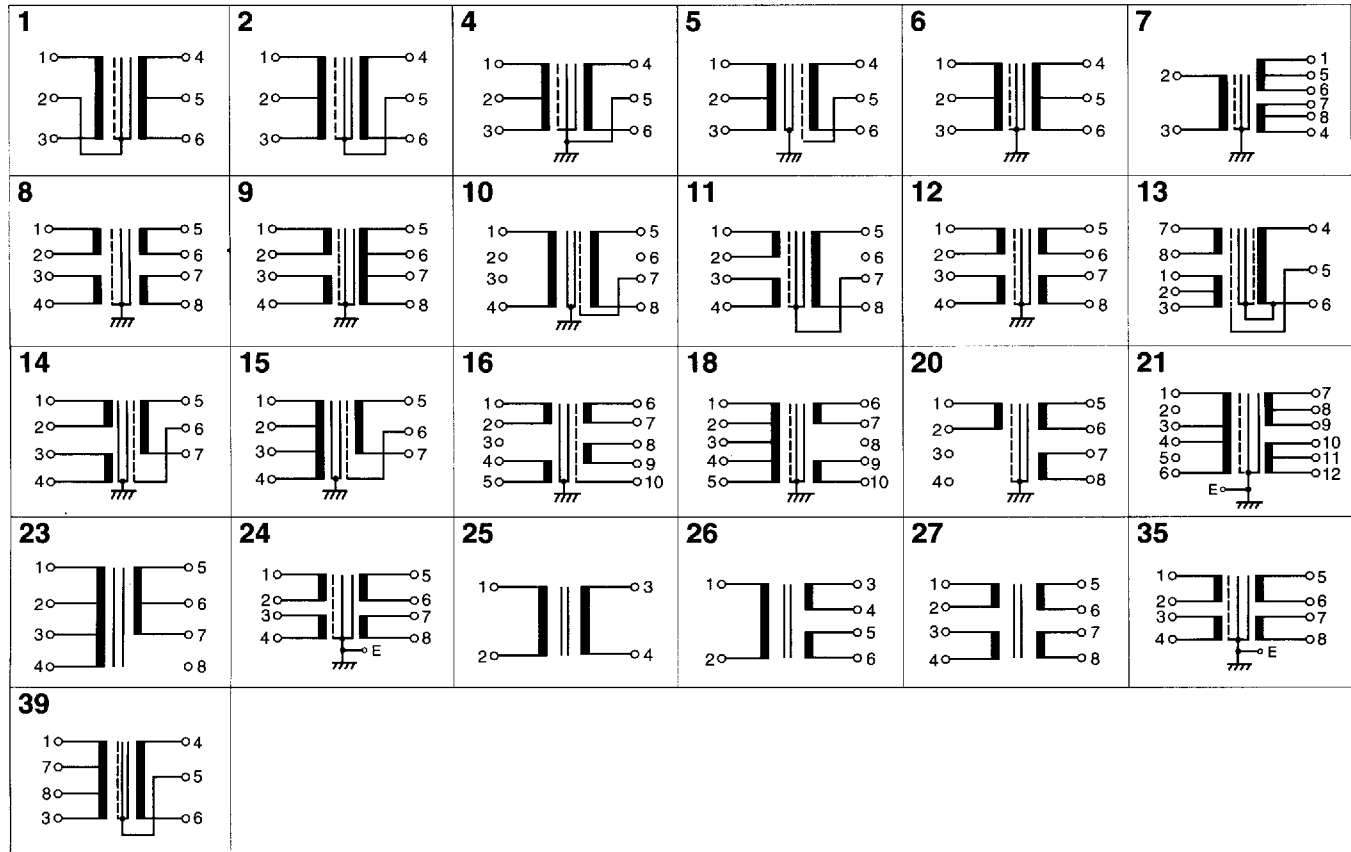 1 2 4 5 6 7
1 4 1 4 1 4 1 4 1 4 1
2 5 2 5 2 5 2 5 2 5 2 5
6
7
8
3 6 3 6 3 6 3 6 3 6 3 4
8 9 10 11 12 13
1 5 1 5 1 5 1 5 1 5 7 4
2 6 2 6 2 6 2 6 2 6 8
3 7 3 7 3 7 3 7 3 7 1 5
2
4 8 4 8 4 8 4 8 4 8 3 6
14 15 16 18 20 21
1 5 1 5 1 6 1 6 1 5 1 7
2 6 2 6 2 7 2 7 2 6 2 8
3 8 3 8 3 9
3 7 3 7 4 9 4 9 3 7 4 10
5 11
4 4 5 10 5 10 4 8 6 12
E
23 24 25 26 27 35
1 5 1 5 1 3 1 3 1 5 1 5
2 6 2 6 4 2 6 2 6
3 7 3 7 5 3 7 3 7
4 8 4 8 2 4 2 6 4 8 4 8
E E
39
1 4
7 5
8
3 6